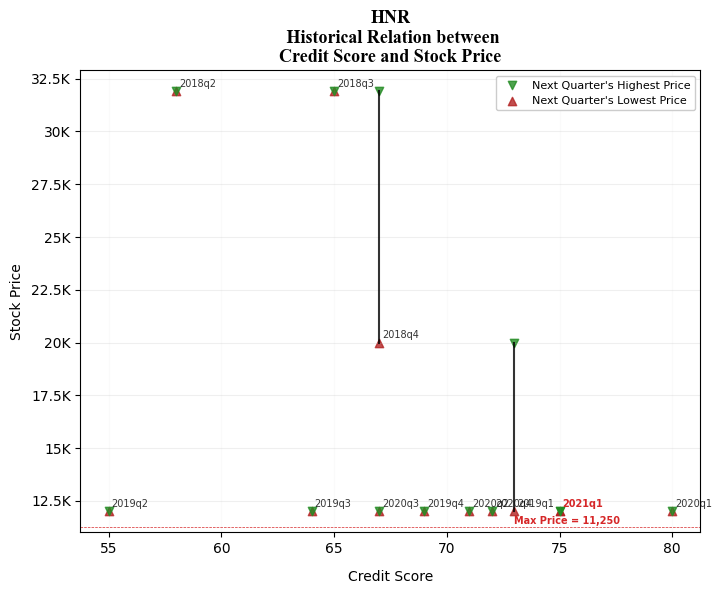 HNR
Historical Relation between
Credit Score and Stock Price
Next Quarter's Highest Price
Next Quarter's Lowest Price
32.5K
30K
27.5K
25K
22.5K
20K
17.5K
15K
12.5K
Stock Price
2018q2
2018q3
2018q4
2019q2
2019q3
2020q3
2019q4
2020q2
2020q4
2019q1
2021q1
2020q1
Max Price = 11,250
55
60
65
70
75
80
Credit Score